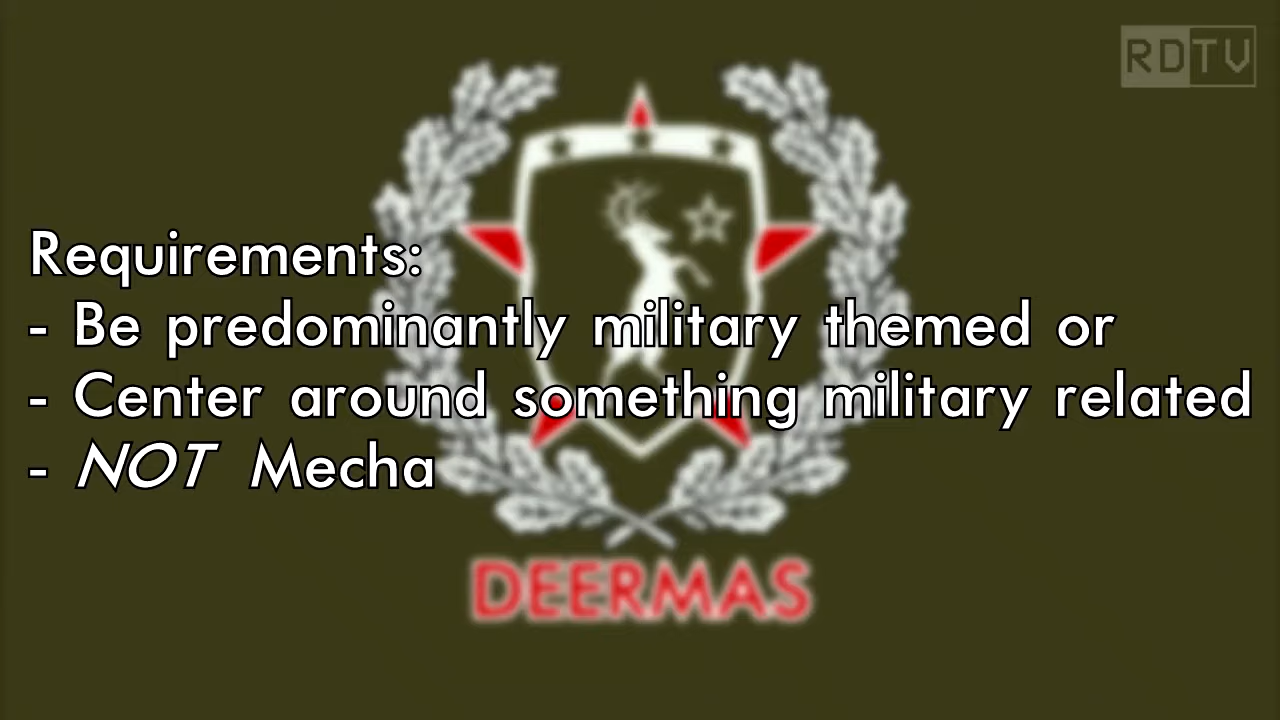 RDTV
Requirements:
- Be predominantly military themed or
- Center around something military related
- NOT Mecha
DEERMAS